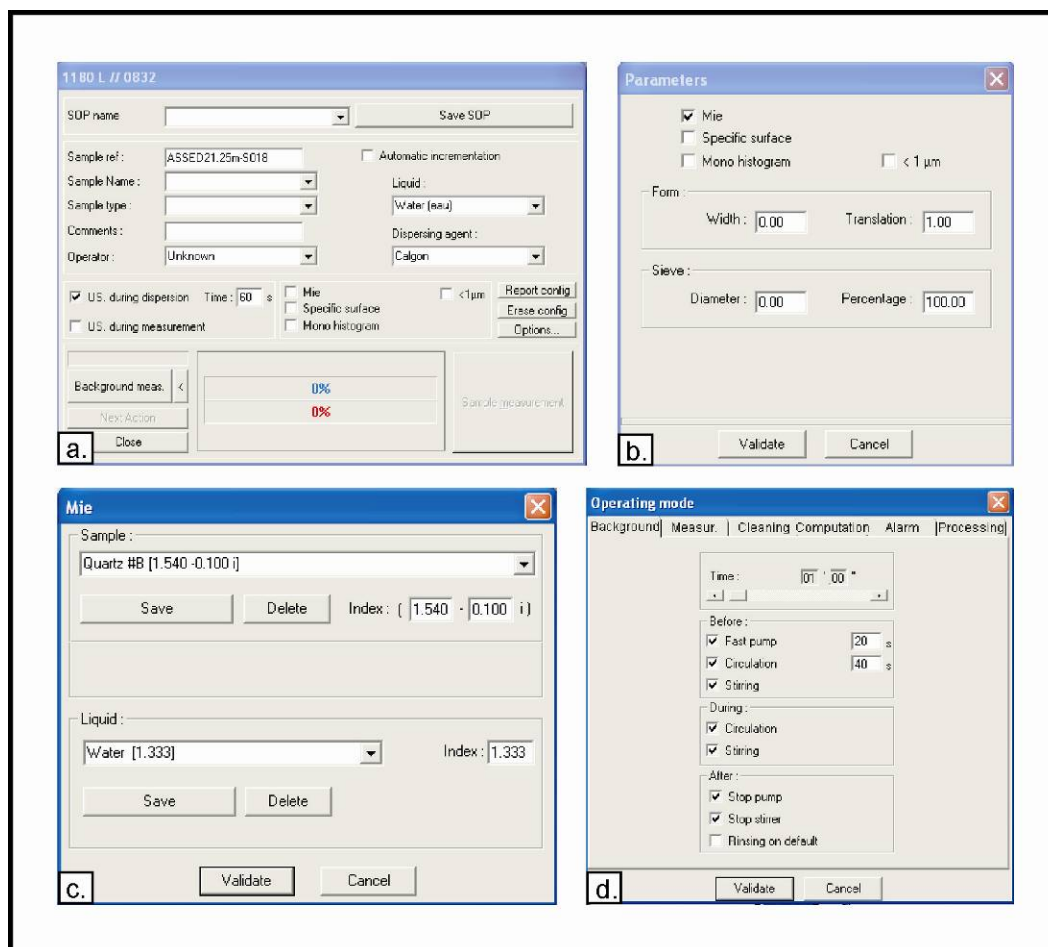 1180 L // 0832
SOP name
Save SOP
Sample ref : ASSED21.25m-S018
Automatic incrementation
Sample Name :
Liquid :
Sample type :
Water (eau)
Comments :
Dispersing agent :
Operator : Unknown
Calgon
US. during dispersion Time : 60 s
US. during measurement
Mie
<1µm
Specific surface
Mono histogram
Report config
Erase config
Options...
Background meas. <
Next Action
Close
0%
0%
Sample measurement
a.
Parameters
Mie
Specific surface
Mono histogram
< 1 µm
Form :
Width : 0.00 Translation : 1.00
Sieve :
Diameter : 0.00 Percentage : 100.00
Validate Cancel
b.
Mie
Sample :
Quartz #B [1.540 -0.100 i]
Save Delete Index : ( 1.540 - 0.100 i )
Liquid :
Water [1.333] Index : 1.333
Save Delete
Validate Cancel
c.
Operating mode
Background Measur. Cleaning Computation Alarm Processing
Time : 01 ' 00 "
Before :
Fast pump 20 s
Circulation 40 s
Stirring
During :
Circulation
Stirring
After :
Stop pump
Stop stirrer
Rinsing on default
Validate Cancel
d.